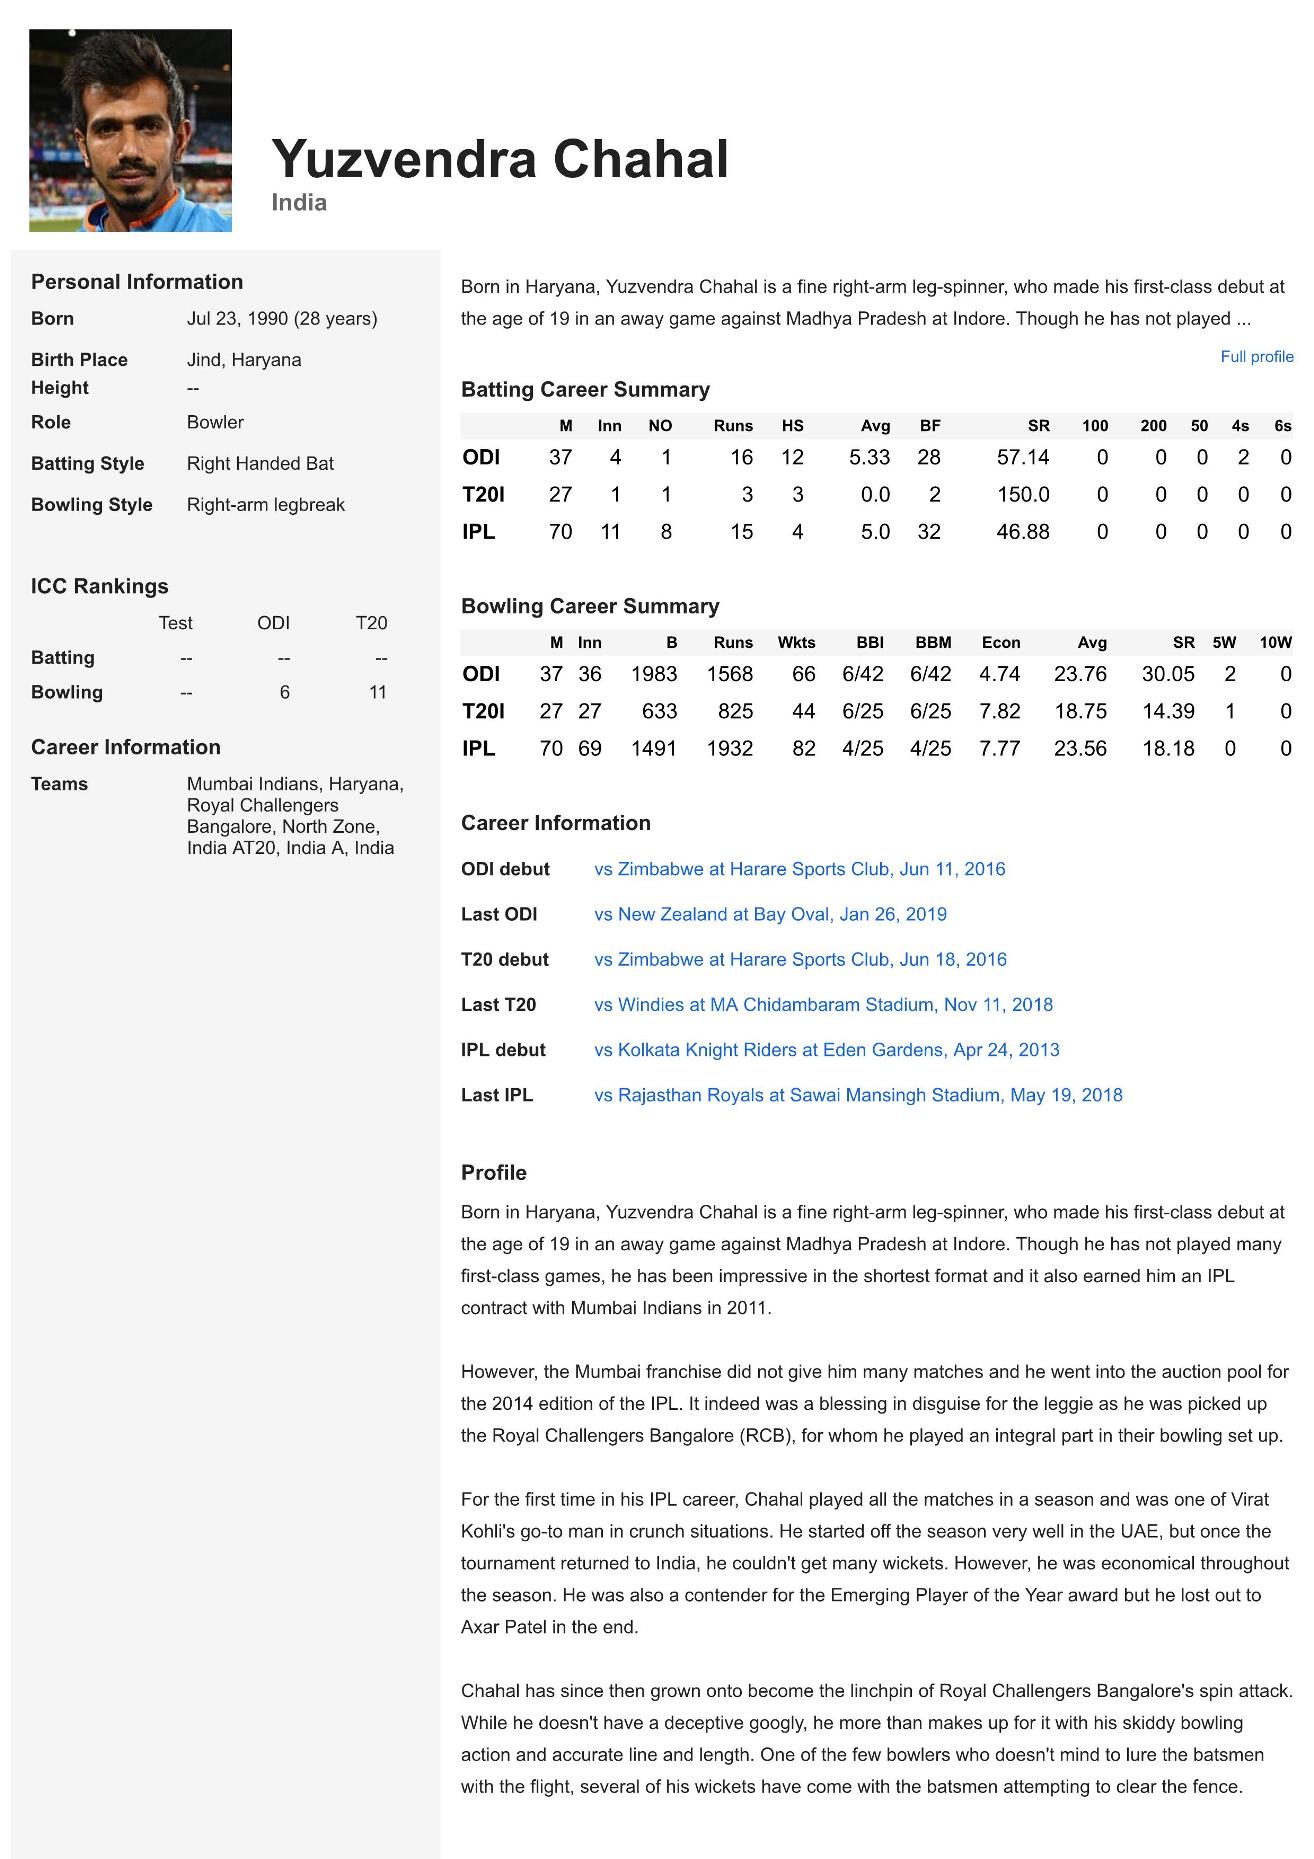 Yuzvendra Chahal
India
Personal Information
Born Jul 23, 1990 (28 years)
Birth Place Jind, Haryana
Height --
Role Bowler
Batting Style Right Handed Bat
Bowling Style Right-arm legbreak
ICC Rankings
Test ODI T20
Batting -- -- --
Bowling -- 6 11
Career Information
Teams Mumbai Indians, Haryana,
Royal Challengers
Bangalore, North Zone,
India AT20, India A, India
Born in Haryana, Yuzvendra Chahal is a fine right-arm leg-spinner, who made his first-class debut at
the age of 19 in an away game against Madhya Pradesh at Indore. Though he has not played ...
Full profile
Batting Career Summary
M Inn NO Runs HS Avg BF SR 100 200 50 4s 6s
ODI 37 4 1 16 12 5.33 28 57.14 0 0 0 2 0
T20I 27 1 1 3 3 0.0 2 150.0 0 0 0 0 0
IPL 70 11 8 15 4 5.0 32 46.88 0 0 0 0 0
Bowling Career Summary
M Inn B Runs Wkts BBI BBM Econ Avg SR 5W 10W
ODI 37 36 1983 1568 66 6/42 6/42 4.74 23.76 30.05 2 0
T20I 27 27 633 825 44 6/25 6/25 7.82 18.75 14.39 1 0
IPL 70 69 1491 1932 82 4/25 4/25 7.77 23.56 18.18 0 0
Career Information
ODI debut vs Zimbabwe at Harare Sports Club, Jun 11, 2016
Last ODI vs New Zealand at Bay Oval, Jan 26, 2019
T20 debut vs Zimbabwe at Harare Sports Club, Jun 18, 2016
Last T20 vs Windies at MA Chidambaram Stadium, Nov 11, 2018
IPL debut vs Kolkata Knight Riders at Eden Gardens, Apr 24, 2013
Last IPL vs Rajasthan Royals at Sawai Mansingh Stadium, May 19, 2018
Profile
Born in Haryana, Yuzvendra Chahal is a fine right-arm leg-spinner, who made his first-class debut at
the age of 19 in an away game against Madhya Pradesh at Indore. Though he has not played many
first-class games, he has been impressive in the shortest format and it also earned him an IPL
contract with Mumbai Indians in 2011.
However, the Mumbai franchise did not give him many matches and he went into the auction pool for
the 2014 edition of the IPL. It indeed was a blessing in disguise for the leggie as he was picked up
the Royal Challengers Bangalore (RCB), for whom he played an integral part in their bowling set up.
For the first time in his IPL career, Chahal played all the matches in a season and was one of Virat
Kohli's go-to man in crunch situations. He started off the season very well in the UAE, but once the
tournament returned to India, he couldn't get many wickets. However, he was economical throughout
the season. He was also a contender for the Emerging Player of the Year award but he lost out to
Axar Patel in the end.
Chahal has since then grown onto become the linchpin of Royal Challengers Bangalore's spin attack.
While he doesn't have a deceptive googly, he more than makes up for it with his skiddy bowling
action and accurate line and length. One of the few bowlers who doesn't mind to lure the batsmen
with the flight, several of his wickets have come with the batsmen attempting to clear the fence.